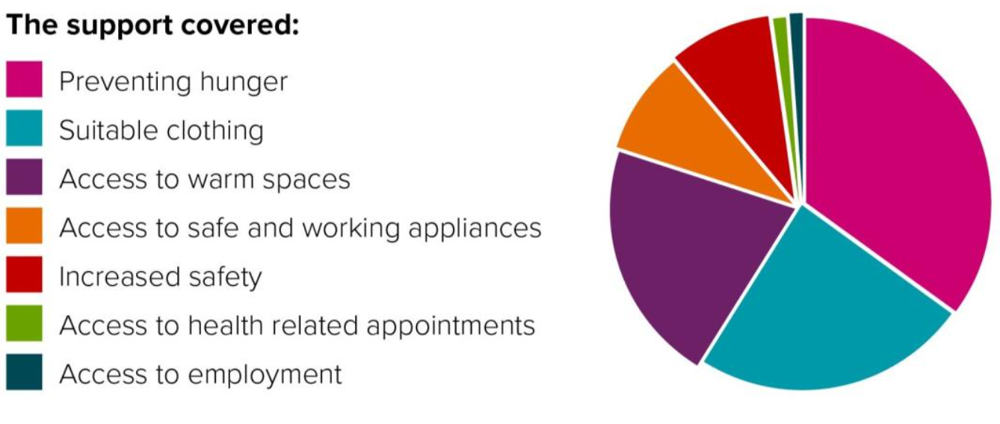 The support covered:
Preventing hunger
Suitable clothing
Access to warm spaces
Access to safe and working appliances
Increased safety
Access to health related appointments
Access to employment